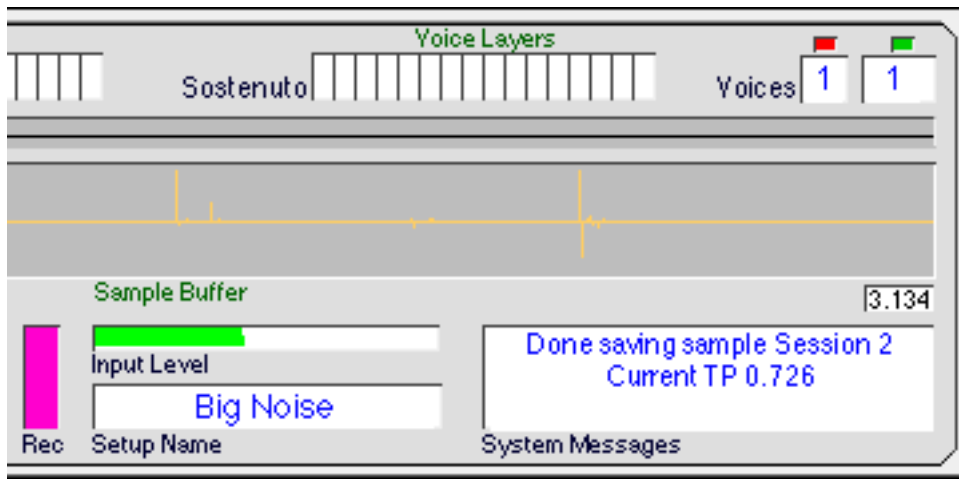 Voice Layers
Sostenuto
Voices 1 1
Sample Buffer
3.134
Input Level
Big Noise
Rec Setup Name
Done saving sample Session 2
Current TP 0.726
System Messages